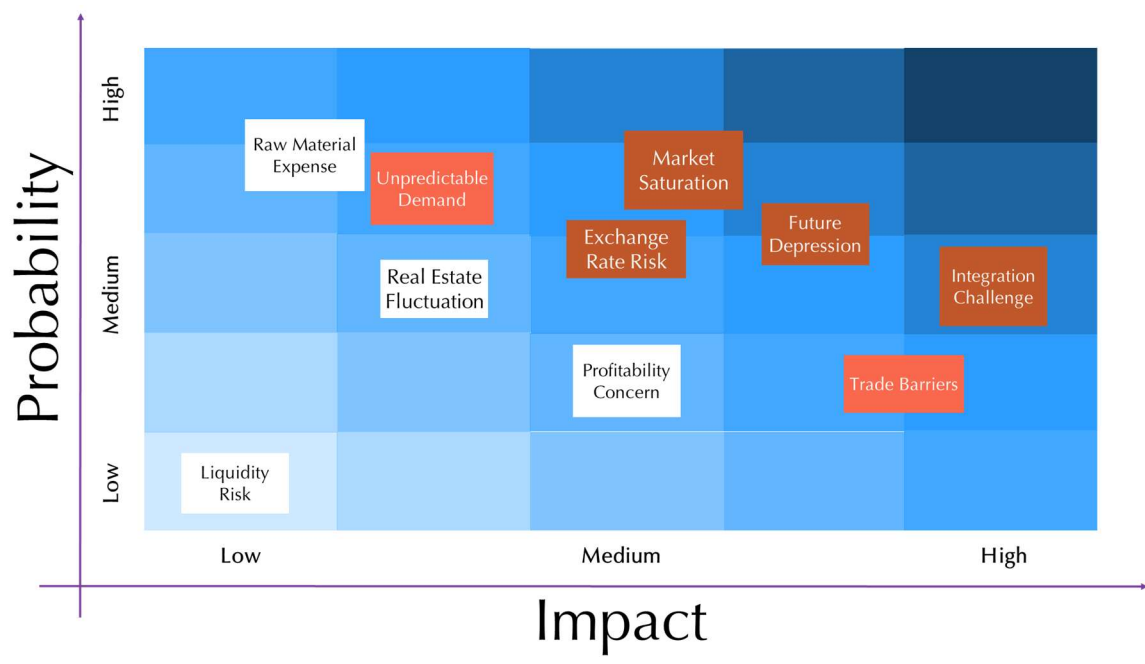 Probability
High
Medium
Low
Raw Material
Expense
Unpredictable
Demand
Market
Saturation
Exchange
Rate Risk
Future
Depression
Real Estate
Fluctuation
Integration
Challenge
Profitability
Concern
Trade Barriers
Liquidity
Risk
Low
Medium
High
Impact